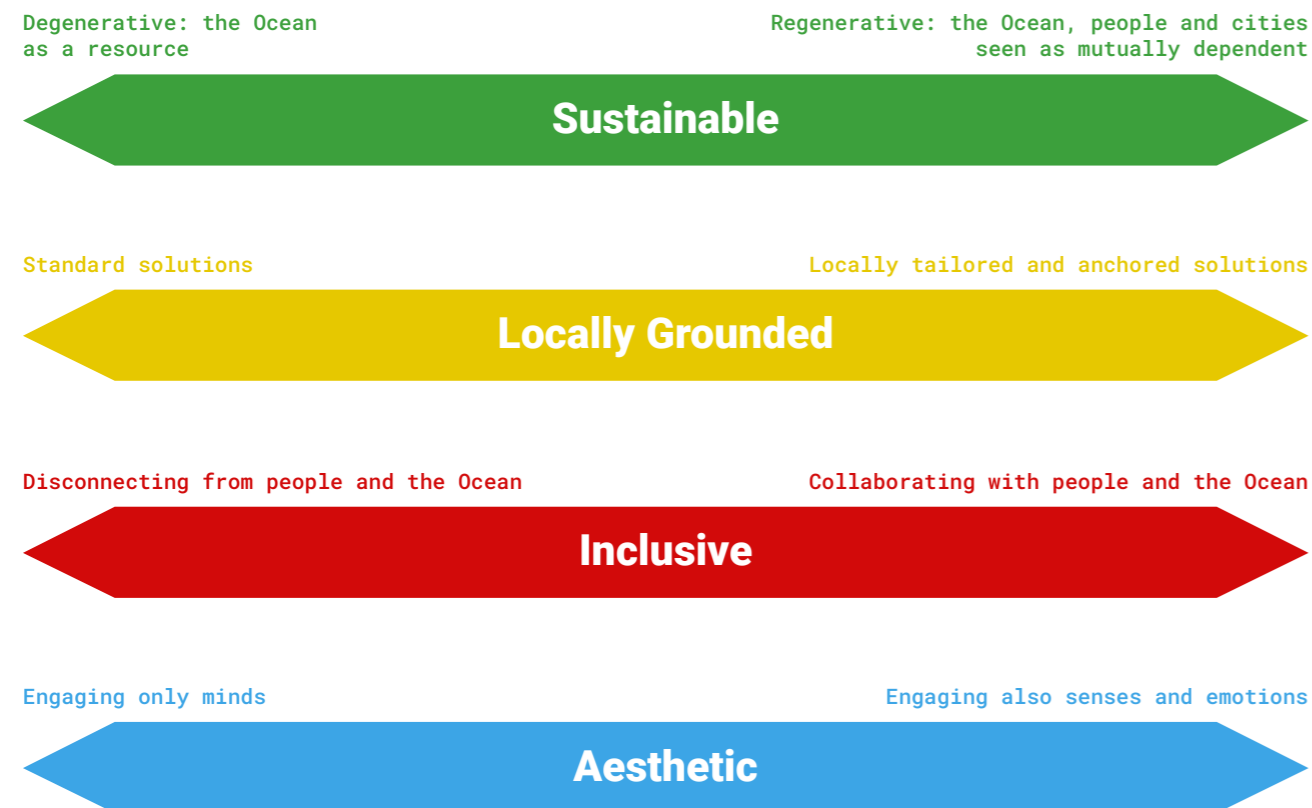 Degenerative: the Ocean
as a resource
Regenerative: the Ocean, people and cities
seen as mutually dependent
Sustainable
Standard solutions
Locally tailored and anchored solutions
Locally Grounded
Disconnecting from people and the Ocean
Collaborating with people and the Ocean
Inclusive
Engaging only minds
Engaging also senses and emotions
Aesthetic